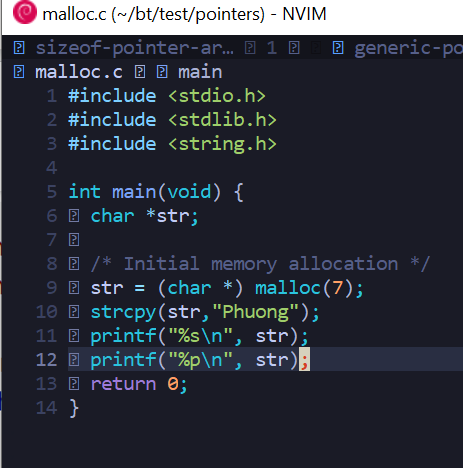 malloc.c (~/bt/test/pointers) - NVIM
sizeof-pointer-ar… 1 generic-po
malloc.c main
1 #include <stdio.h>
2 #include <stdlib.h>
3 #include <string.h>
4
5 int main(void) {
6 char *str;
7
8 /* Initial memory allocation */
9 str = (char *) malloc(7);
10 strcpy(str,"Phuong");
11 printf("%s\n", str);
12 printf("%p\n", str);
13 return 0;
14 }